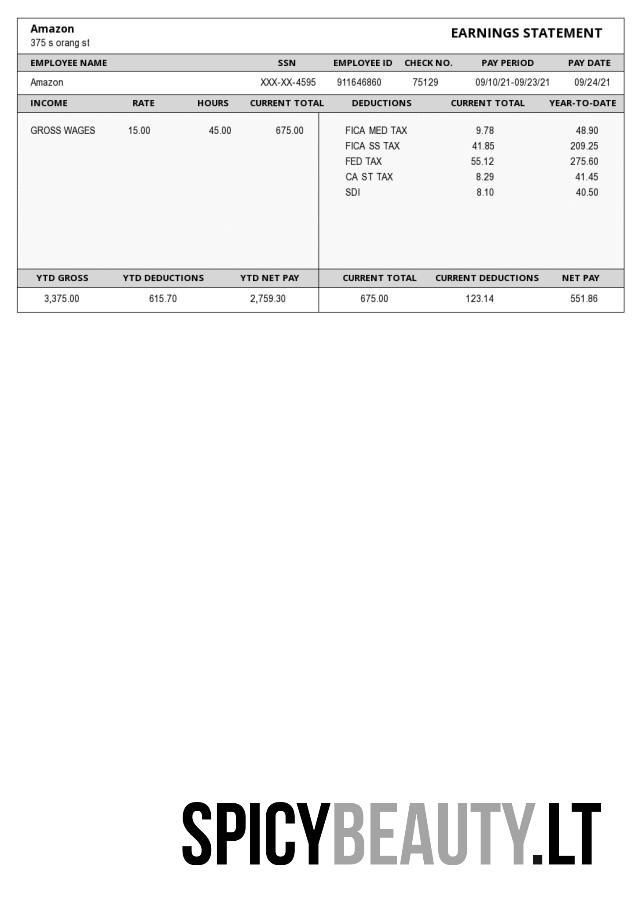 Amazon
375 s orang st
EARNINGS STATEMENT
EMPLOYEE NAME SSN EMPLOYEE ID CHECK NO. PAY PERIOD PAY DATE
Amazon XXX-XX-4595 911646860 75129 09/10/21-09/23/21 09/24/21
INCOME RATE HOURS CURRENT TOTAL DEDUCTIONS CURRENT TOTAL YEAR-TO-DATE
GROSS WAGES 15.00 45.00 675.00 FICA MED TAX 9.78 48.90
FICA SS TAX 41.85 209.25
FED TAX 55.12 275.60
CA ST TAX 8.29 41.45
SDI 8.10 40.50
YTD GROSS YTD DEDUCTIONS YTD NET PAY CURRENT TOTAL CURRENT DEDUCTIONS NET PAY
3,375.00 615.70 2,759.30 675.00 123.14 551.86
SPICYBEAUTY.LT